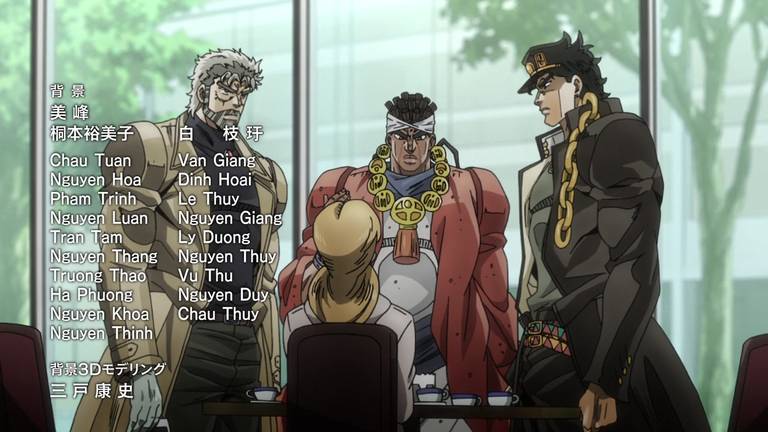 背景
美峰
桐本裕美子 白枝玗
Chau Tuan Van Giang
Nguyen Hoa Dinh Hoai
Pham Trinh Le Thuy
Nguyen Luan Nguyen Giang
Tran Tam Ly Duong
Nguyen Thang Nguyen Thuy
Truong Thao Vu Thu
Ha Phuong Nguyen Duy
Nguyen Khoa Chau Thuy
Nguyen Thinh
背景3Dモデリング
三戸康史